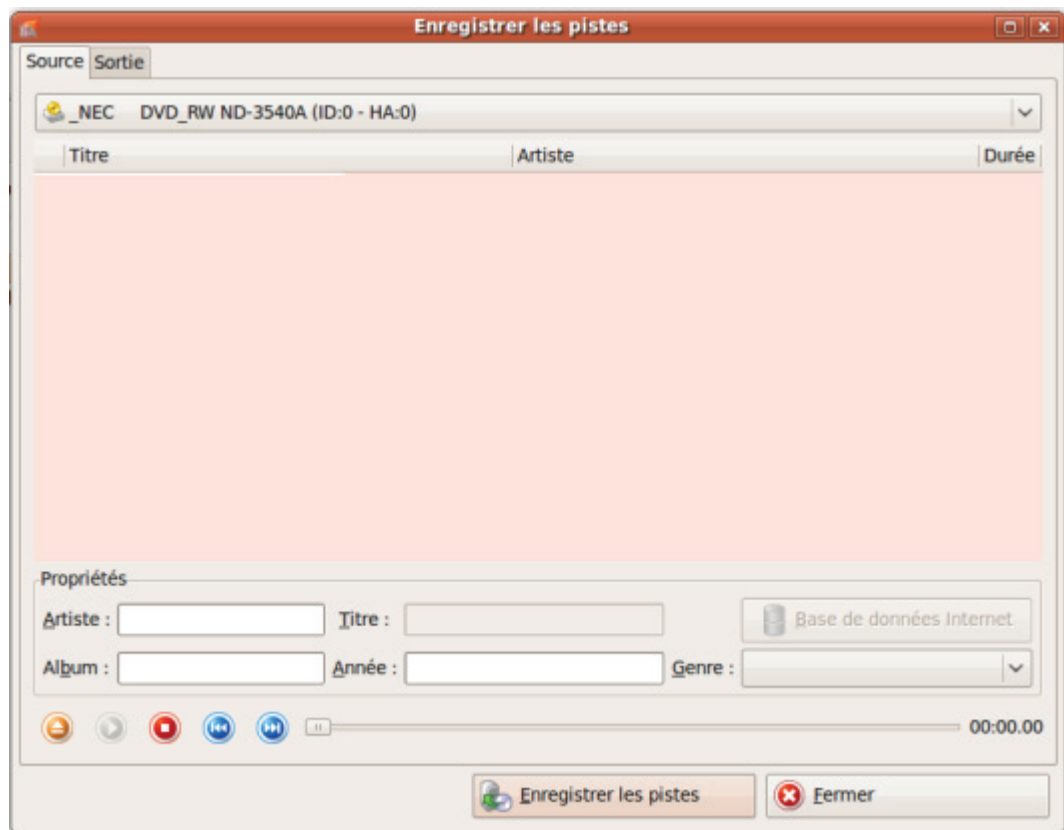 Enregistrer les pistes
Source Sortie
_NEC DVD_RW ND-3540A (ID:0 - HA:0)
Titre Artiste Durée
Propriétés
Artiste : Titre : Base de données Internet
Album : Année : Genre :
00:00.00
Enregistrer les pistes Fermer